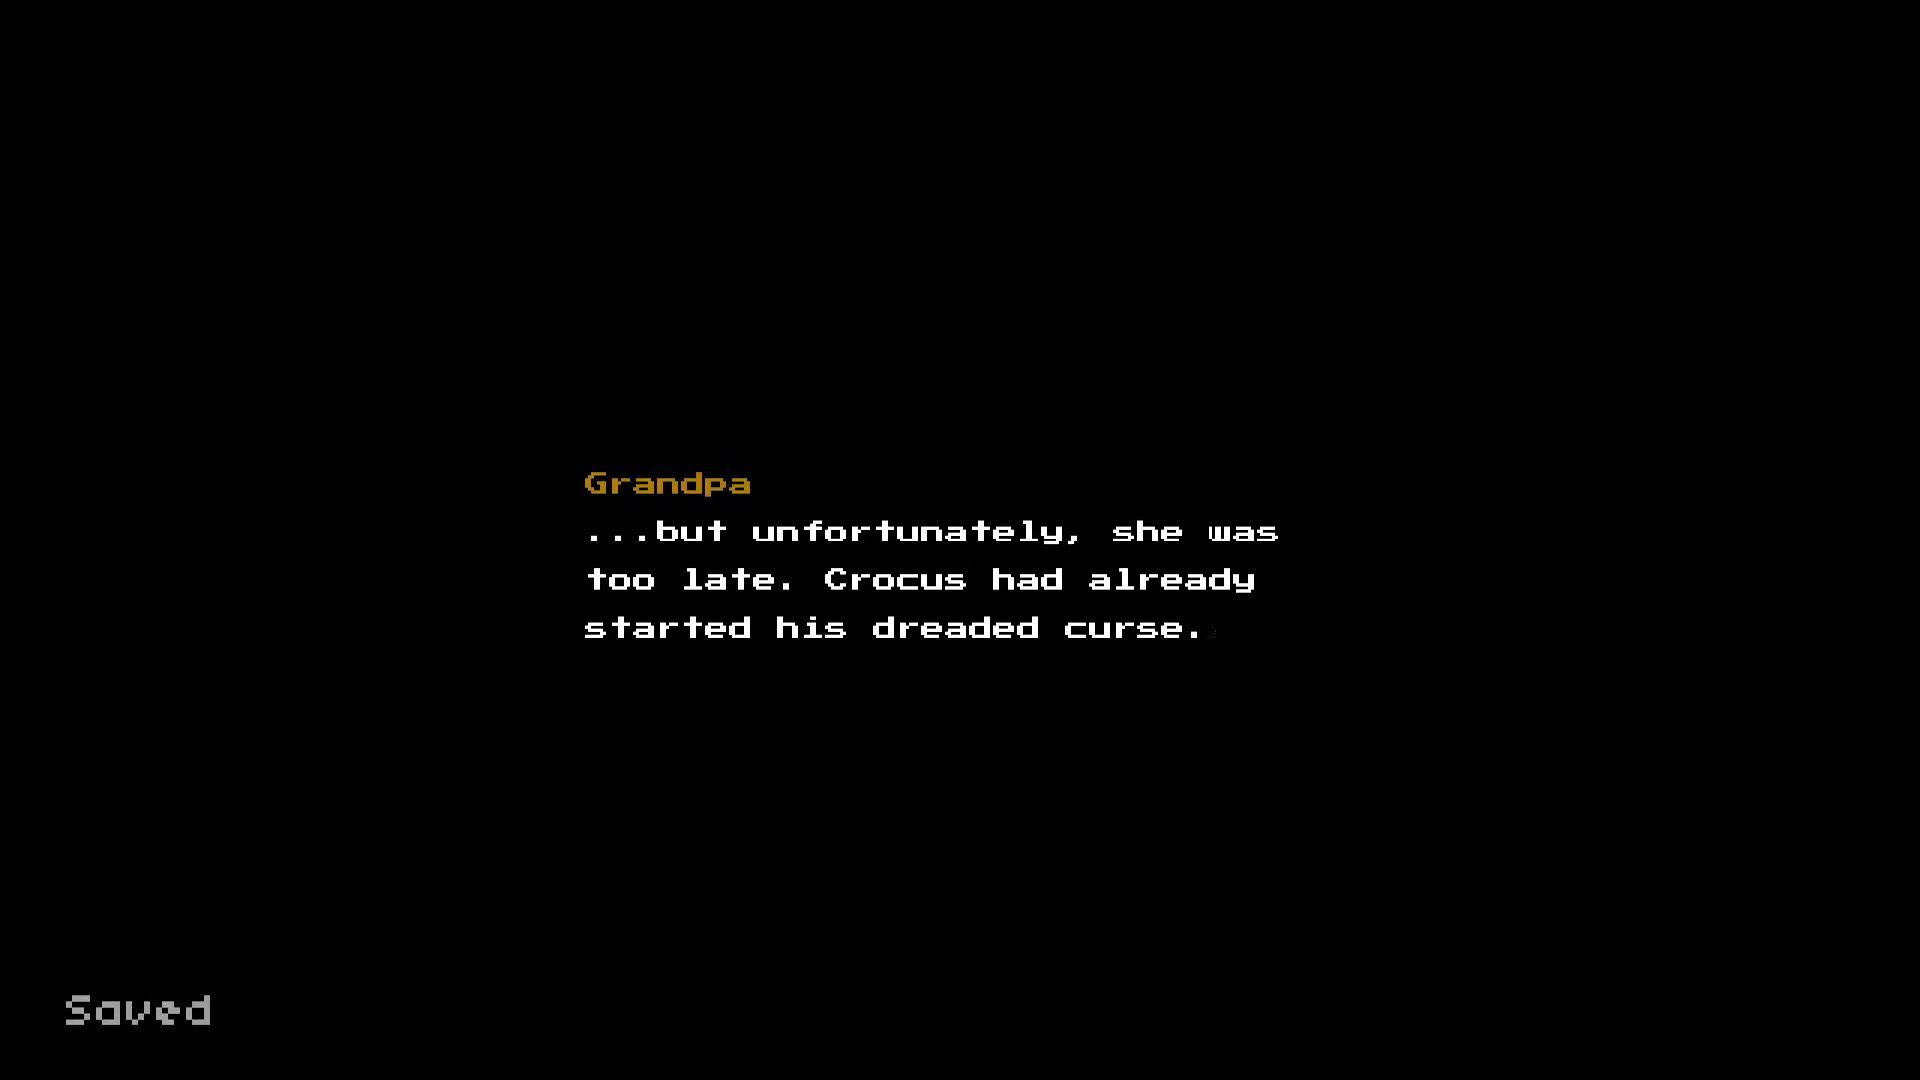 Grandpa
...but unfortunately, she was
too late. Crocus had already
started his dreaded curse.
Saved